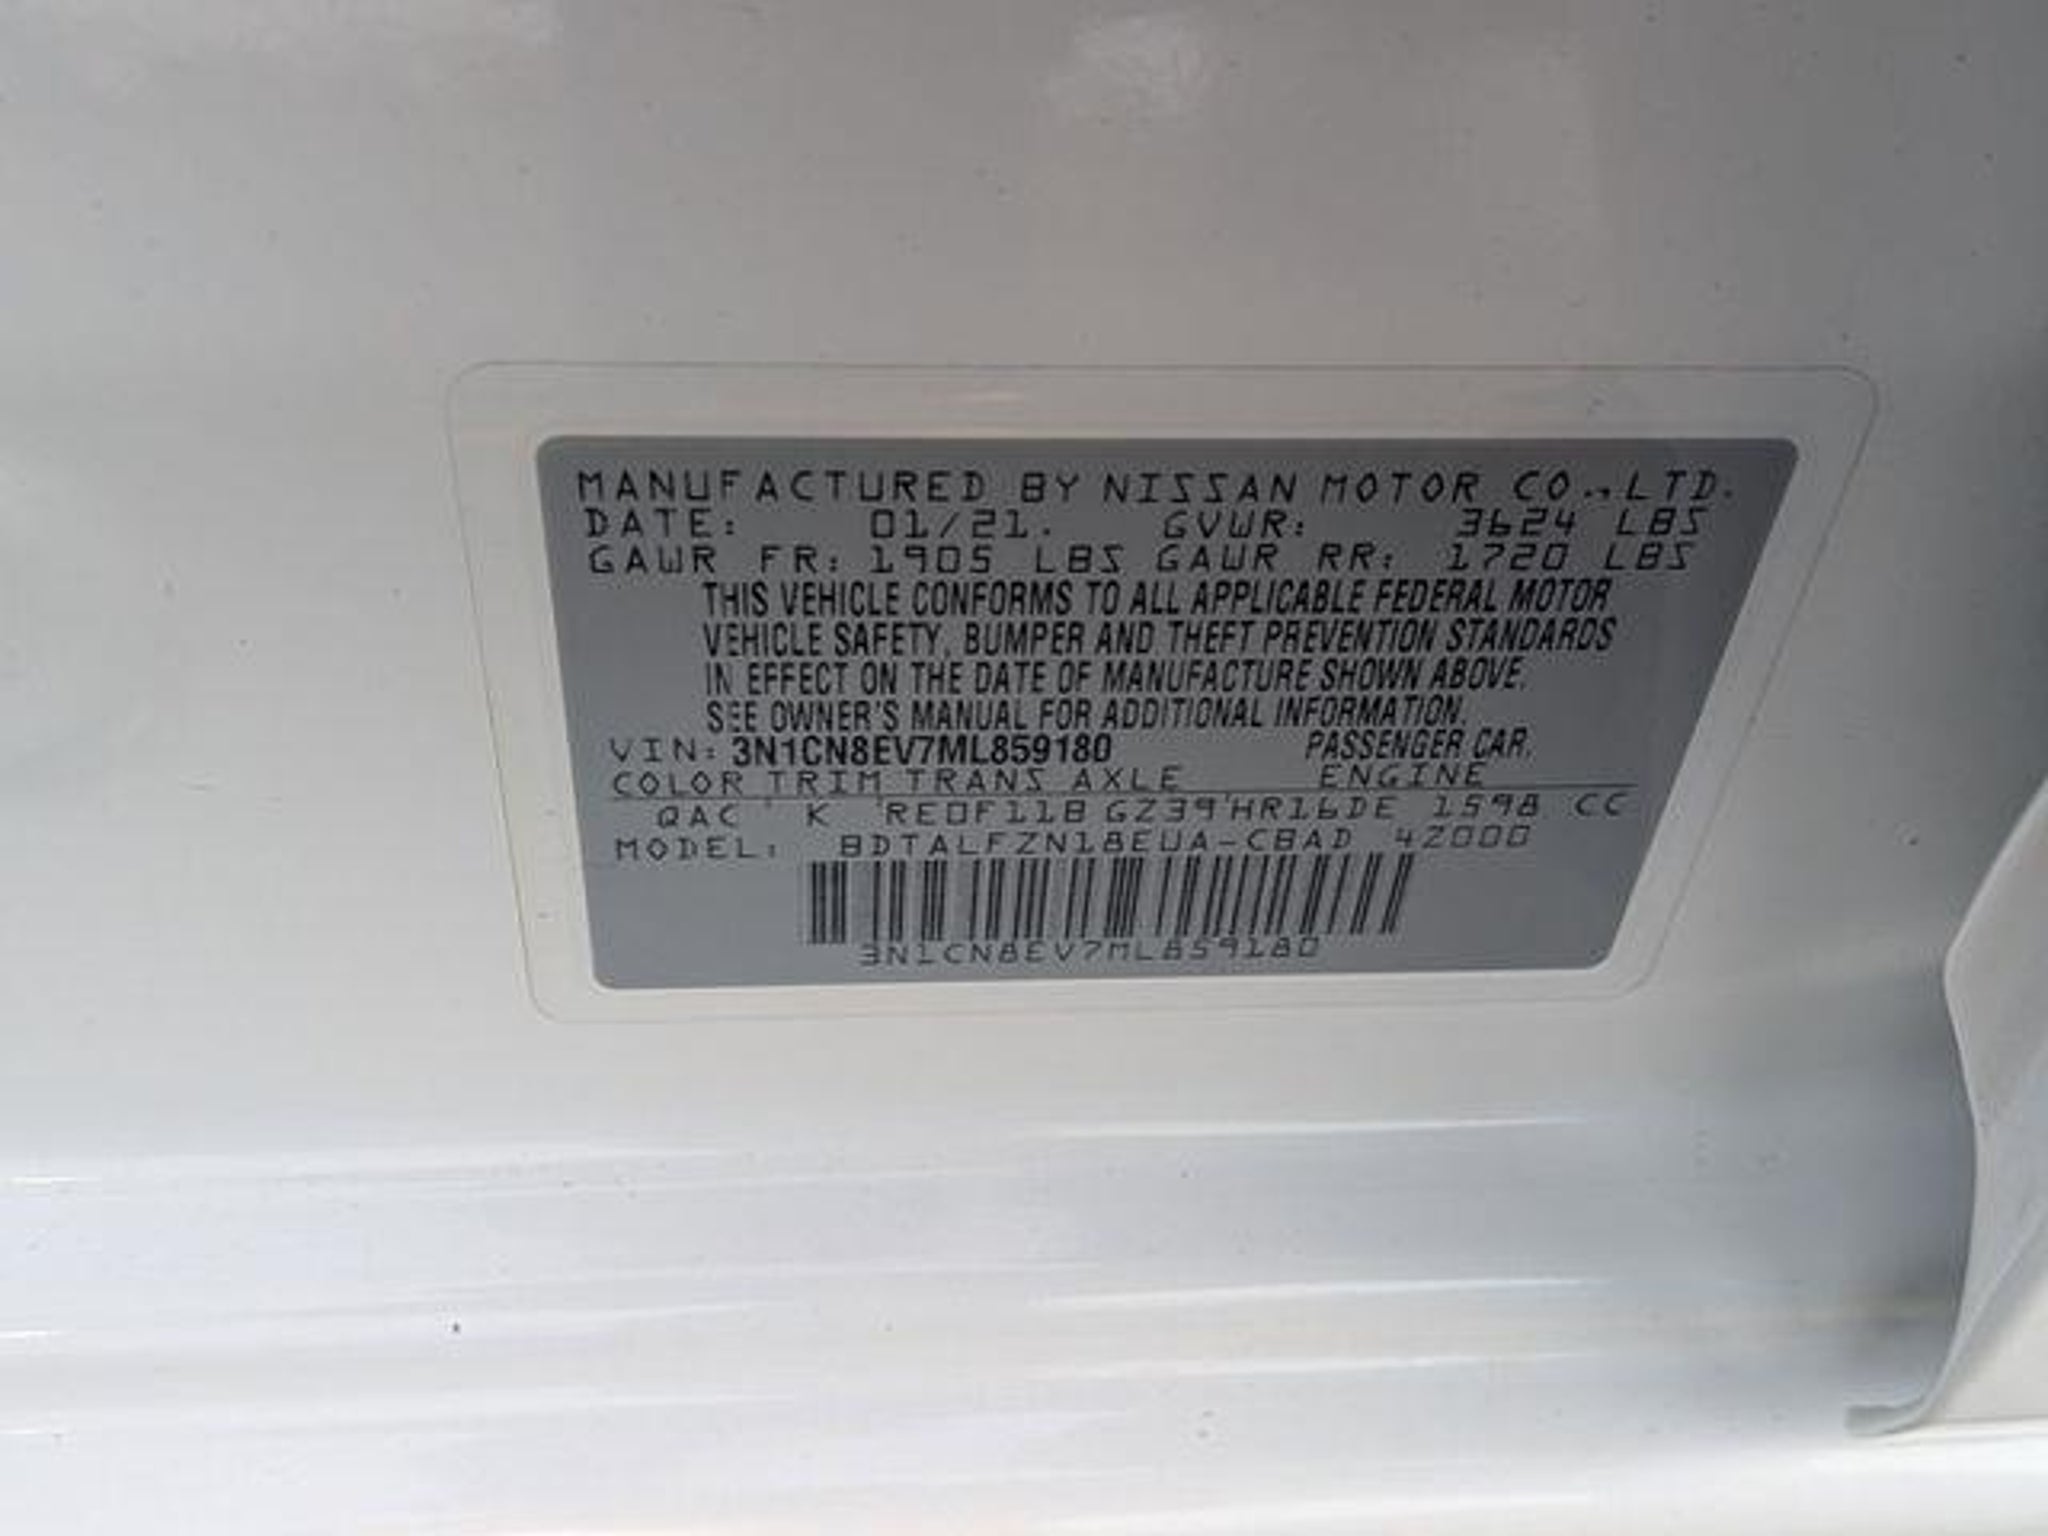 MANUFACTURED BY NISSAN MOTOR CO.,LTD.
DATE: 01/21. GVWR: 3624 LBS
GAWR FR: 1905 LBS GAWR RR: 1720 LBS
THIS VEHICLE CONFORMS TO ALL APPLICABLE FEDERAL MOTOR
VEHICLE SAFETY, BUMPER AND THEFT PREVENTION STANDARDS
IN EFFECT ON THE DATE OF MANUFACTURE SHOWN ABOVE.
SEE OWNER'S MANUAL FOR ADDITIONAL INFORMATION.
VIN: 3N1CN8EV7ML859180 PASSENGER CAR.
COLOR TRIM TRANS AXLE ENGINE
QAC K RE0F11B GZ39 HR16DE 1598 CC
MODEL: BDTALFZN18EUA-CBAD 42000
3N1CN8EV7ML859180